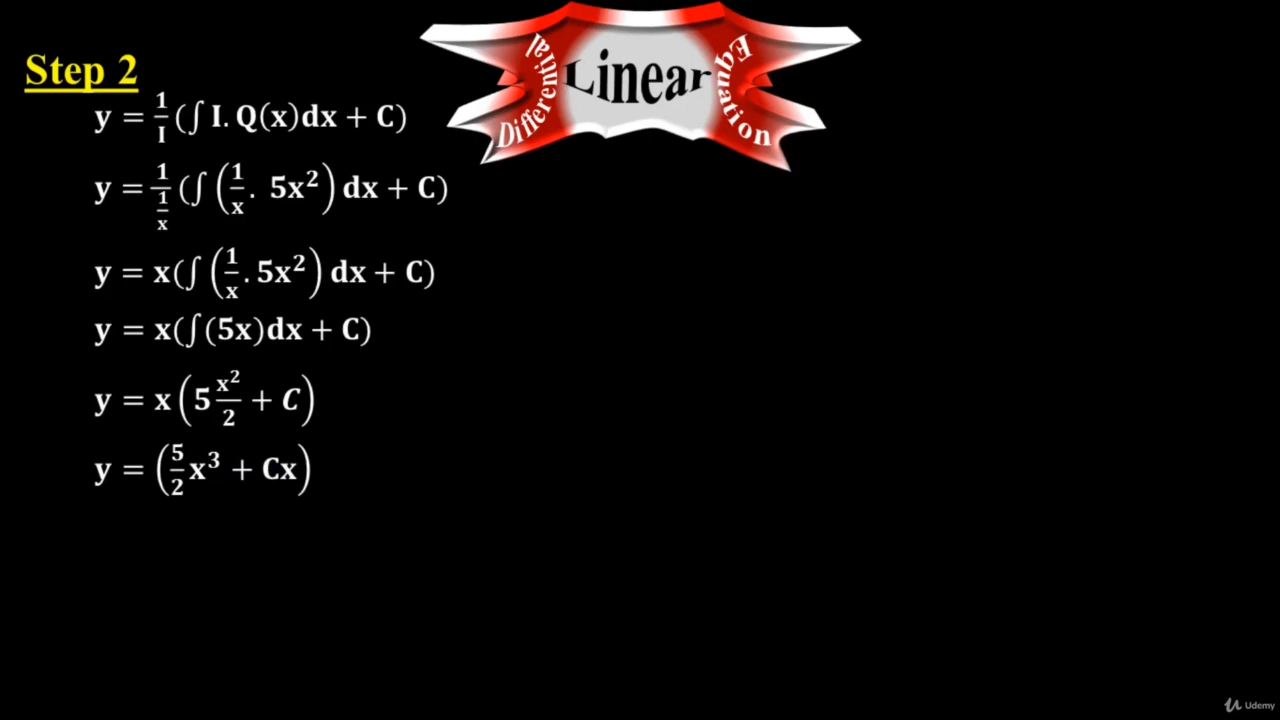 Linear
Differential
Equation
Step 2
y = 1/I (∫ I. Q(x)dx + C)
y = 1/(1/x) (∫ (1/x . 5x²) dx + C)
y = x(∫ (1/x . 5x²) dx + C)
y = x(∫(5x)dx + C)
y = x (5 x²/2 + C)
y = (5/2 x³ + Cx)
Udemy